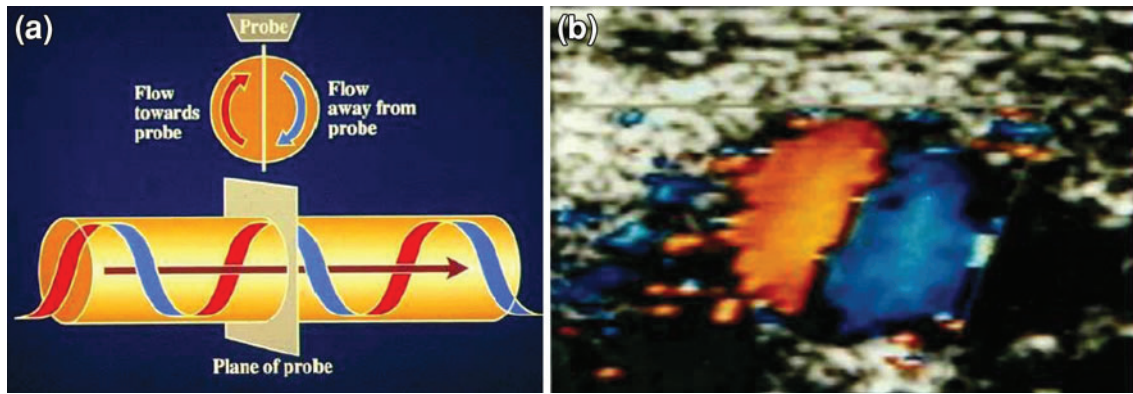 (a)
Probe
Flow
towards
probe
Flow
away from
probe
Plane of probe
(b)